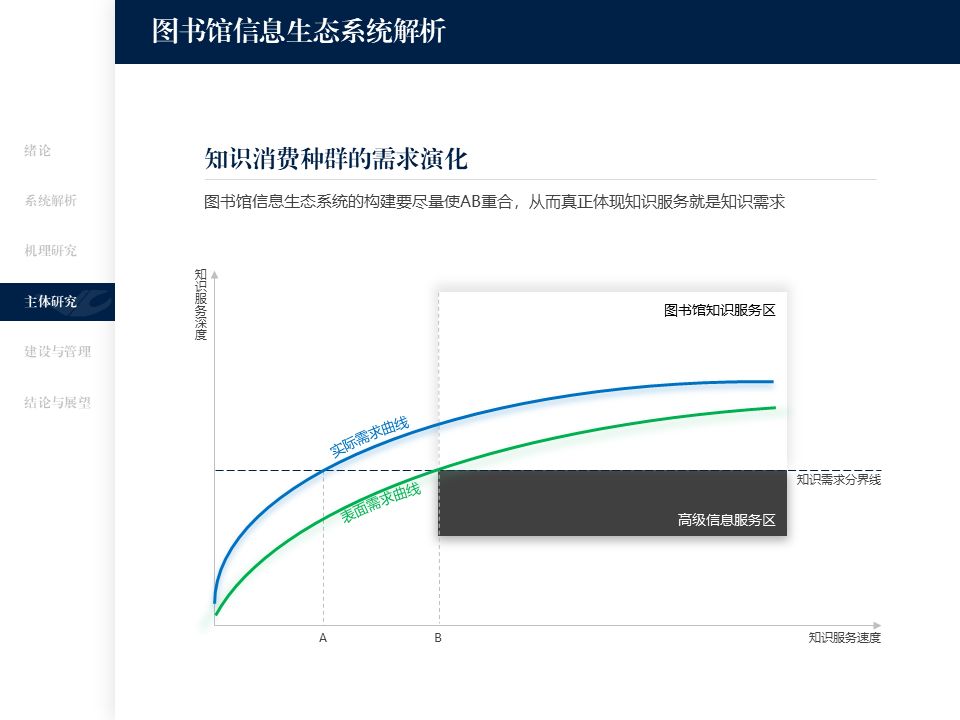 图书馆信息生态系统解析
绪论
系统解析
机理研究
主体研究
建设与管理
结论与展望
知识消费种群的需求演化
图书馆信息生态系统的构建要尽量使AB重合，从而真正体现知识服务就是知识需求
知识服务深度
图书馆知识服务区
实际需求曲线
表面需求曲线
知识需求分界线
高级信息服务区
A
B
知识服务速度